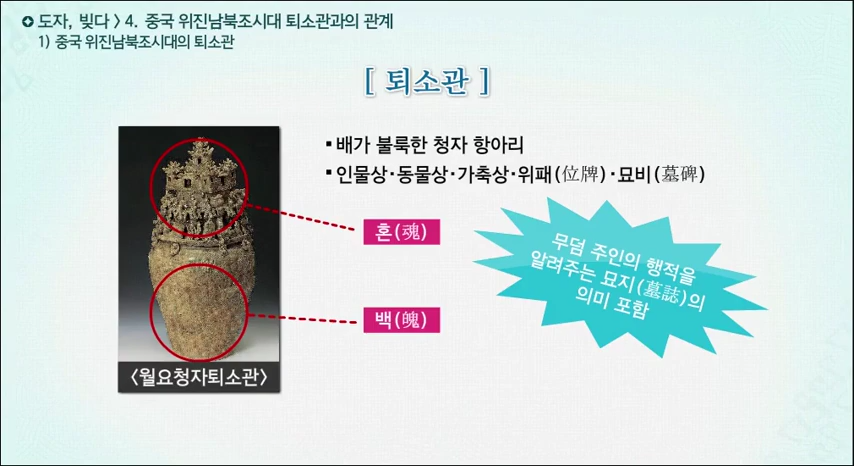 도자, 빚다 > 4. 중국 위진남북조시대 퇴소관과의 관계
1) 중국 위진남북조시대의 퇴소관
[ 퇴소관 ]
▪ 배가 불룩한 청자 항아리
▪ 인물상·동물상·가축상·위패(位牌)·묘비(墓碑)
혼(魂)
무덤 주인의 행적을
알려주는 묘지(墓誌)의
의미 포함
백(魄)
<월요청자퇴소관>